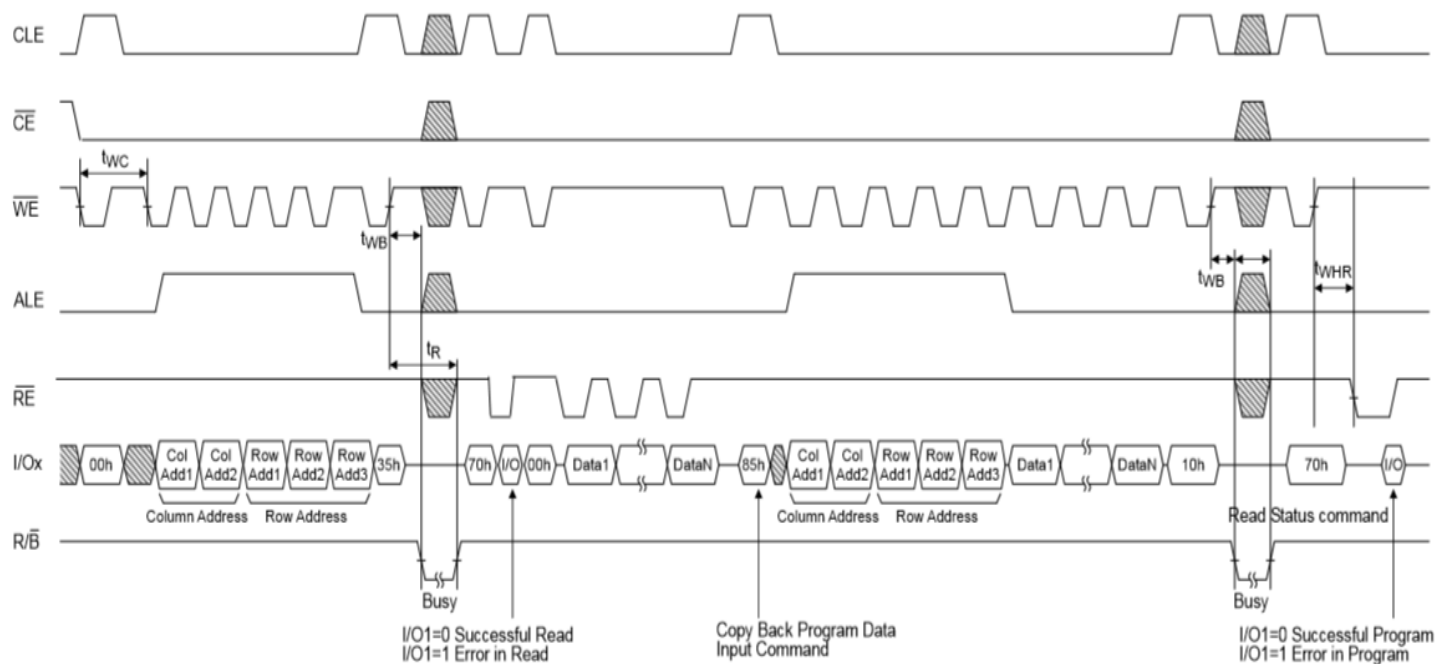 CLE
CE
tWC
WE
tWB
tWB
tWHR
ALE
tR
RE
I/Ox
00h
Col Add1
Col Add2
Row Add1
Row Add2
Row Add3
35h
70h
I/O
00h
Data1
DataN
85h
Col Add1
Col Add2
Row Add1
Row Add2
Row Add3
Data1
DataN
10h
70h
I/O
Column Address
Row Address
Column Address
Row Address
Read Status command
R/B
Busy
Busy
I/O1=0 Successful Read
I/O1=1 Error in Read
Copy Back Program Data
Input Command
I/O1=0 Successful Program
I/O1=1 Error in Program